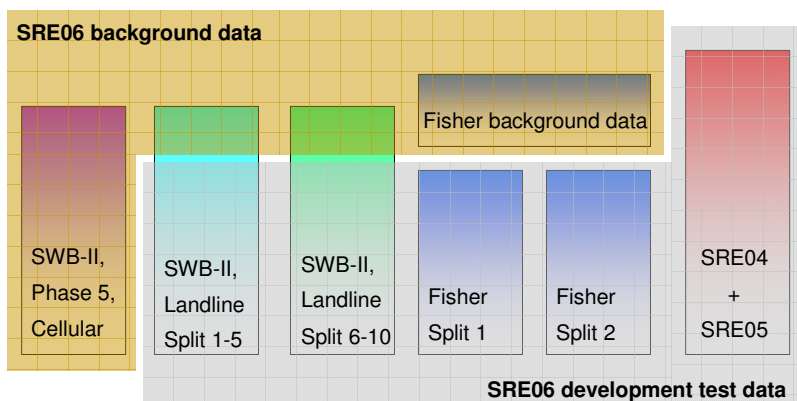 SRE06 background data
Fisher background data
SWB-II,
Phase 5,
Cellular
SWB-II,
Landline
Split 1-5
SWB-II,
Landline
Split 6-10
Fisher
Split 1
Fisher
Split 2
SRE04
+
SRE05
SRE06 development test data